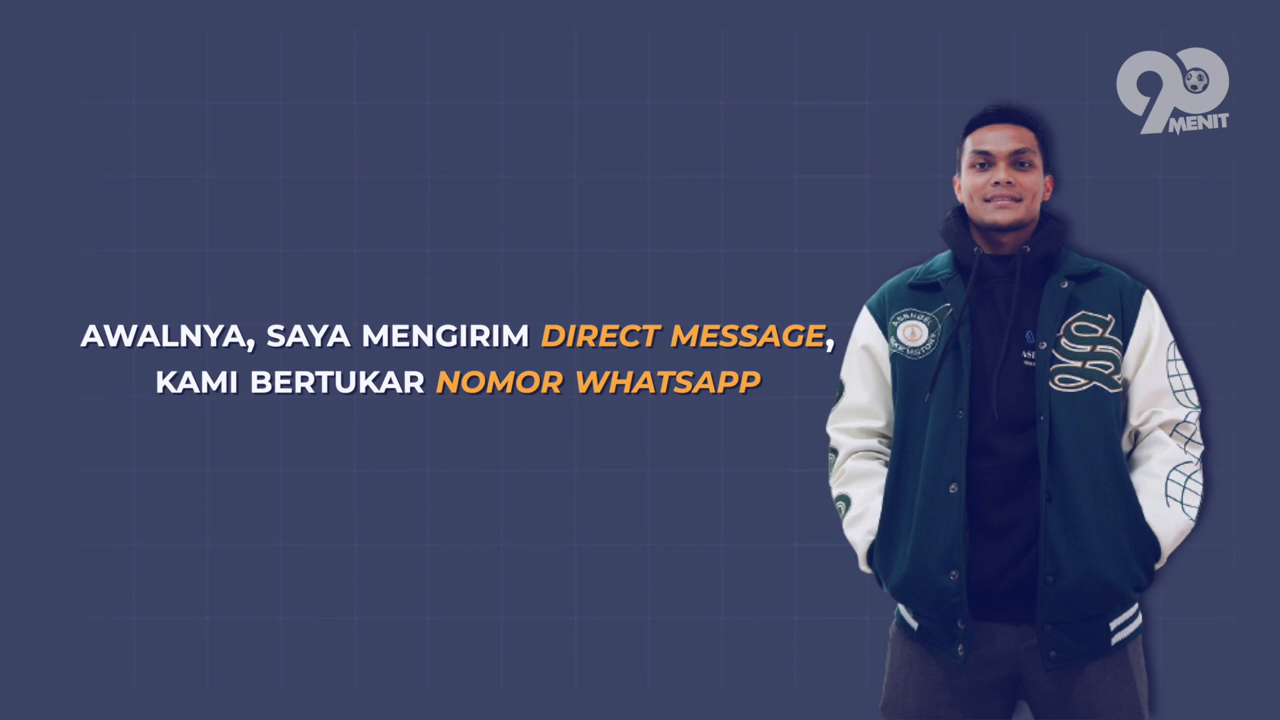 90
MENIT
AWALNYA, SAYA MENGIRIM DIRECT MESSAGE,
KAMI BERTUKAR NOMOR WHATSAPP
S